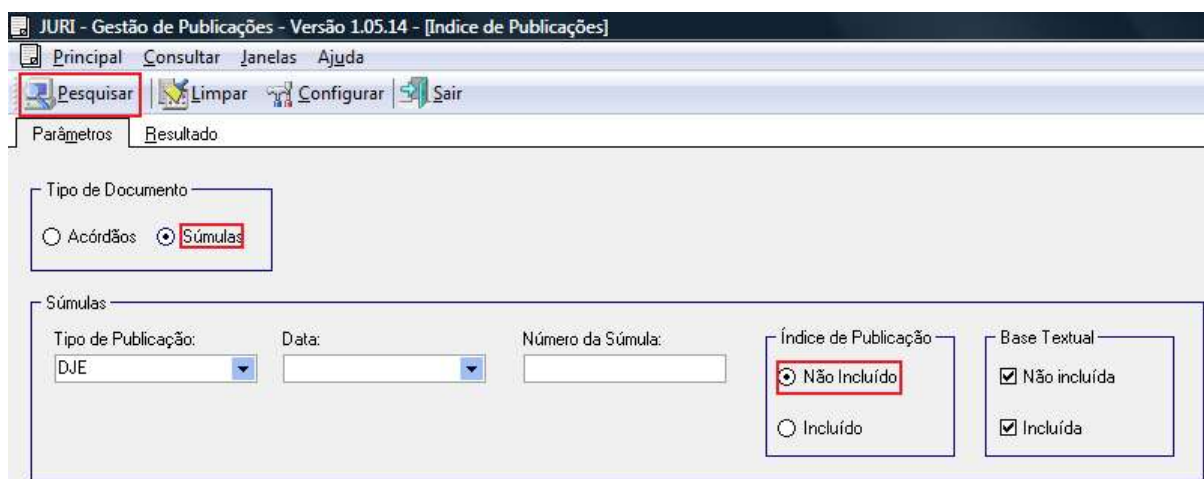 JURI - Gestão de Publicações - Versão 1.05.14 - [Indice de Publicações]
Principal Consultar Janelas Ajuda
Pesquisar Limpar Configurar Sair
Parâmetros Resultado
Tipo de Documento
Acórdãos Súmulas
Súmulas
Tipo de Publicação: Data: Número da Súmula: Índice de Publicação Base Textual
DJE Não Incluído Não incluída
Incluído Incluída